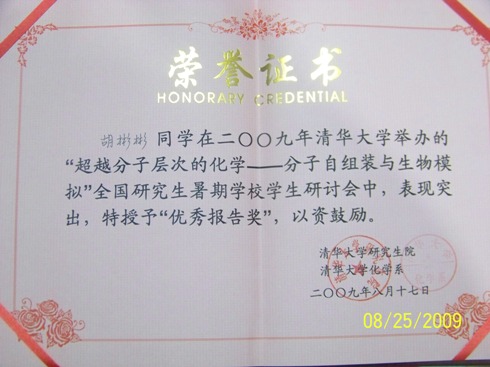 荣誉证书
HONORARY CREDENTIAL
胡彬彬 同学在二〇〇九年清华大学举办的
“超越分子层次的化学——分子自组装与生物模
拟”全国研究生暑期学校学生研讨会中，表现突
出，特授予“优秀报告奖”，以资鼓励。
清华大学研究生院
清华大学化学系
二〇〇九年八月十七日
08/25/2009